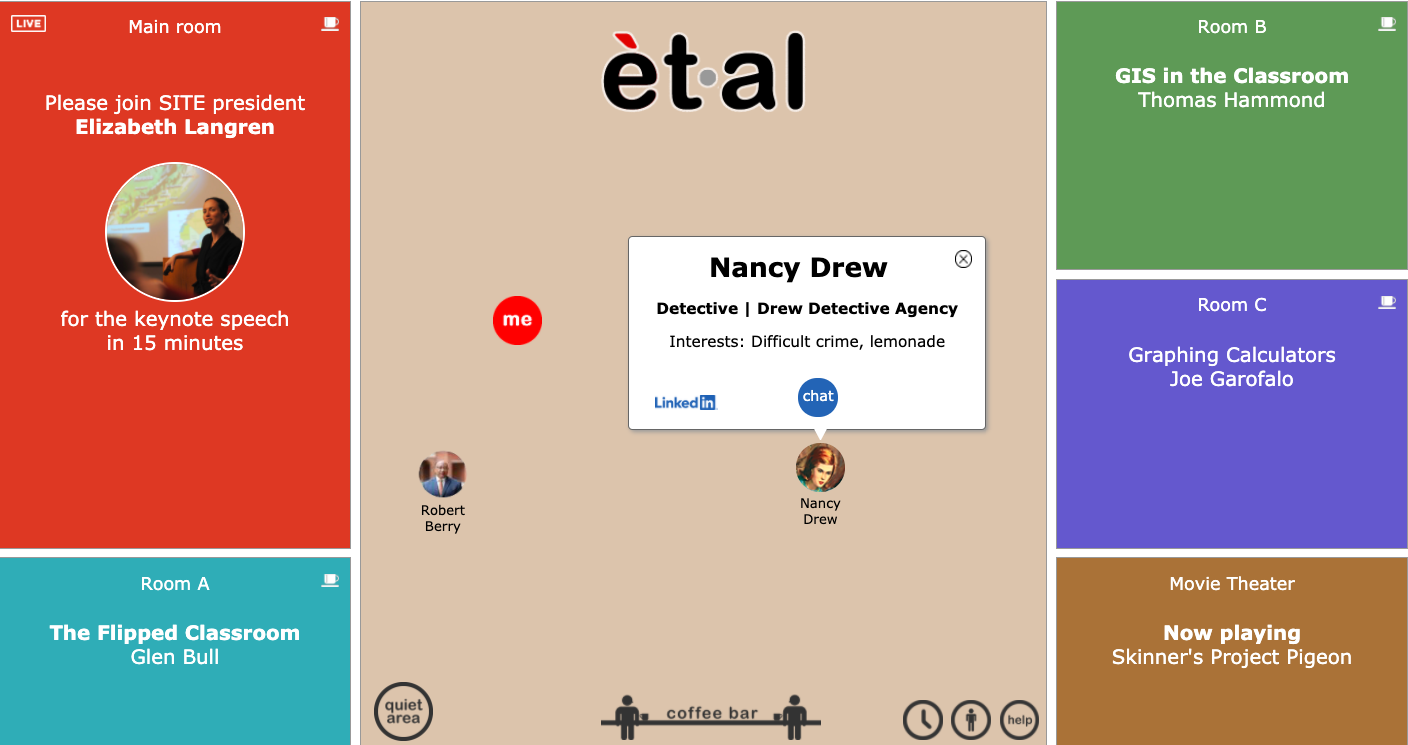 LIVE
Main room
Please join SITE president
Elizabeth Langren
for the keynote speech
in 15 minutes
Room A
The Flipped Classroom
Glen Bull
èt•al
me
Nancy Drew
Detective | Drew Detective Agency
Interests: Difficult crime, lemonade
LinkedIn
chat
Robert
Berry
Nancy
Drew
quiet
area
coffee bar
help
Room B
GIS in the Classroom
Thomas Hammond
Room C
Graphing Calculators
Joe Garofalo
Movie Theater
Now playing
Skinner's Project Pigeon